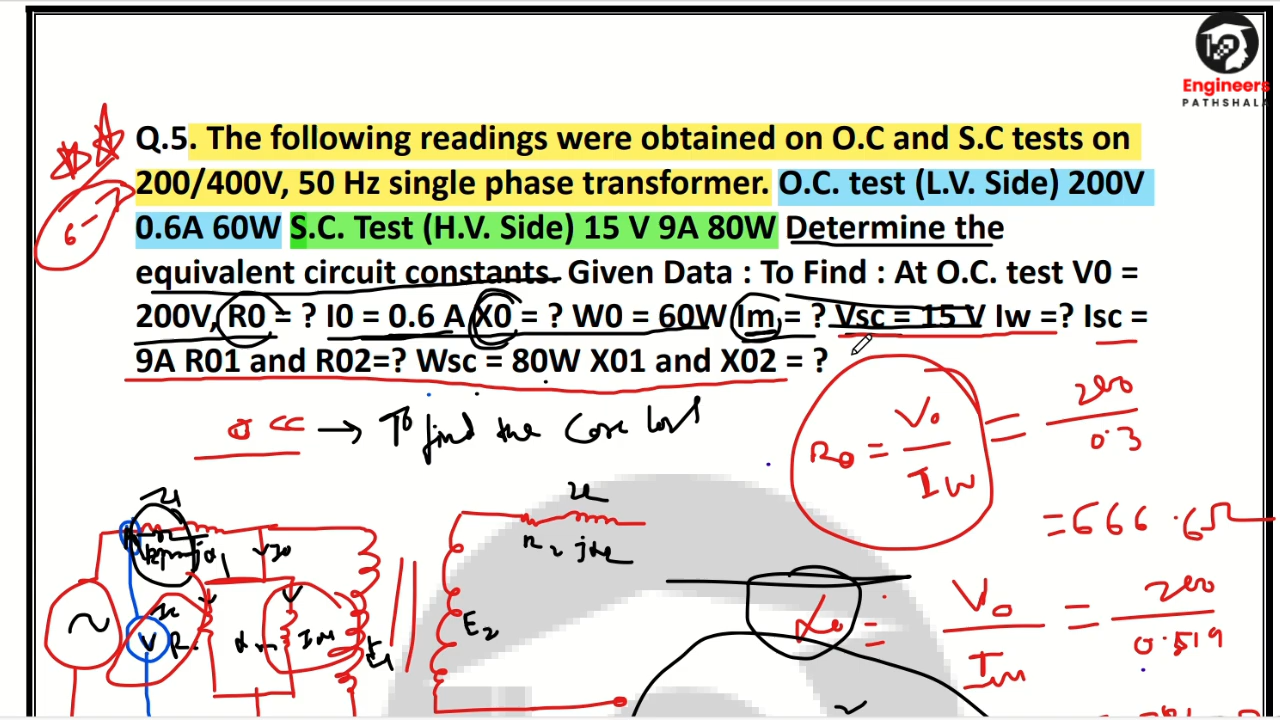 Engineers
PATHSHALA
Q.5. The following readings were obtained on O.C and S.C tests on
200/400V, 50 Hz single phase transformer. O.C. test (L.V. Side) 200V
0.6A 60W S.C. Test (H.V. Side) 15 V 9A 80W Determine the
equivalent circuit constants. Given Data : To Find : At O.C. test V0 =
200V, R0 = ? I0 = 0.6 A X0 = ? W0 = 60W Im = ? Vsc = 15 V Iw =? Isc =
9A R01 and R02=? Wsc = 80W X01 and X02 = ?
6
→ To find the Core loss
R0 = V0 / Iw = 200 / 0.3
= 666.6Ω
V0 / Im = 200 / 0.519
E2
V